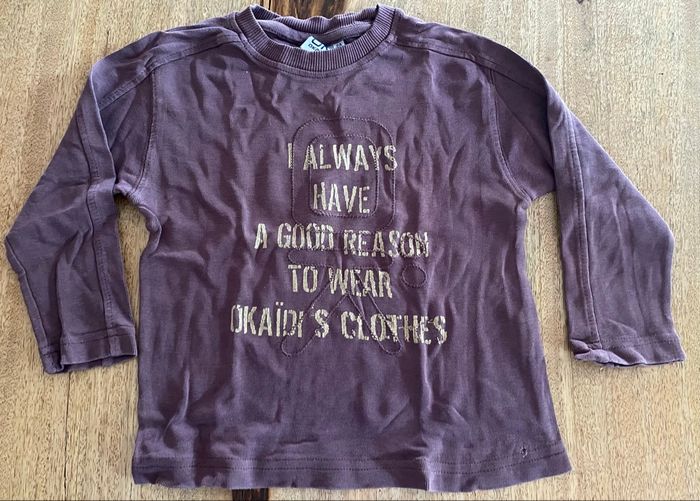 I ALWAYS
HAVE
A GOOD REASON
TO WEAR
OKAÏDI S CLOTHES